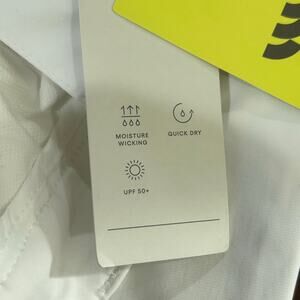 MOISTURE
WICKING
QUICK DRY
UPF 50+